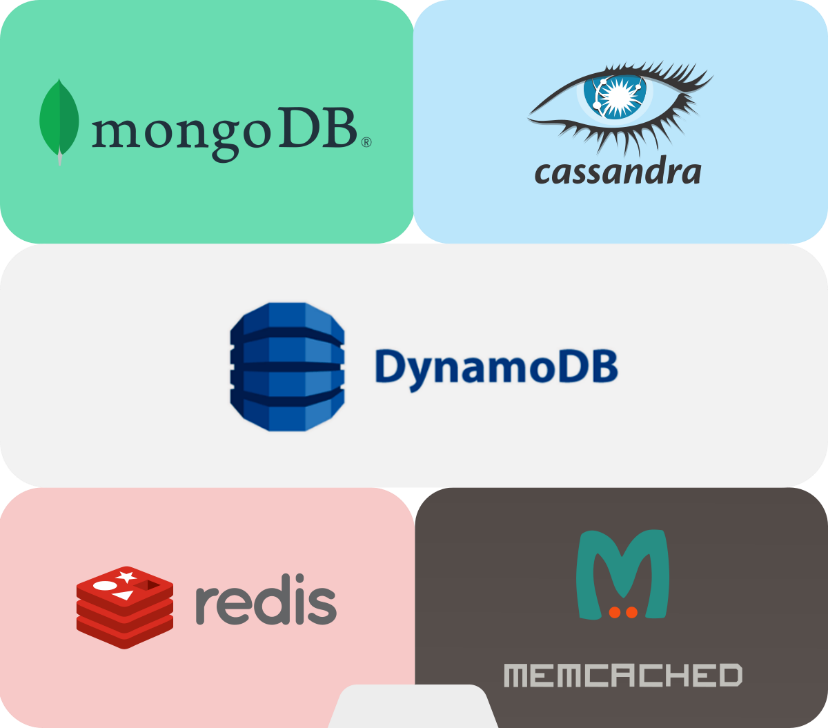 mongoDB®
cassandra
DynamoDB
redis
MEMCACHED